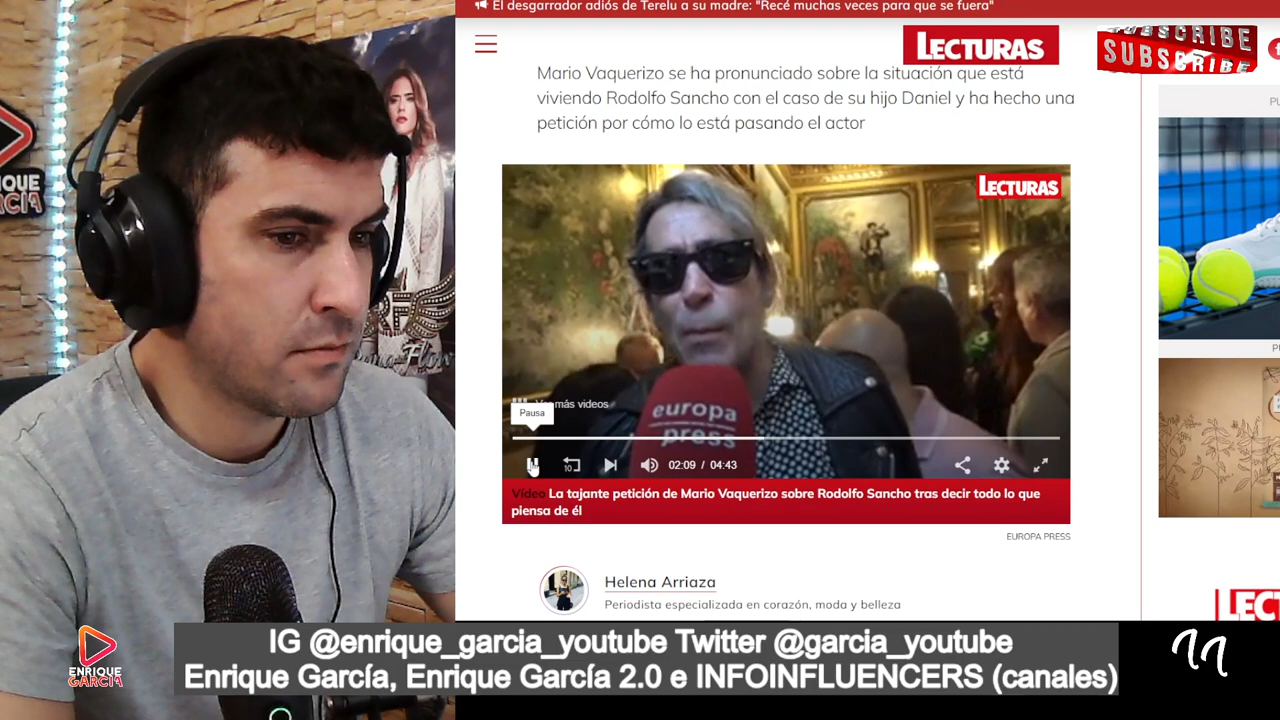 El desgarrador adiós de Terelu a su madre: "Recé muchas veces para que se fuera"
LECTURAS
SUBSCRIBE
SUBSCRIBE
Mario Vaquerizo se ha pronunciado sobre la situación que está
viviendo Rodolfo Sancho con el caso de su hijo Daniel y ha hecho una
petición por cómo lo está pasando el actor
LECTURAS
más videos
Pausa
europa
press
10
02:09 / 04:43
Vídeo La tajante petición de Mario Vaquerizo sobre Rodolfo Sancho tras decir todo lo que
piensa de él
EUROPA PRESS
Helena Arriaza
Periodista especializada en corazón, moda y belleza
IG @enrique_garcia_youtube Twitter @garcia_youtube
Enrique García, Enrique García 2.0 e INFOINFLUENCERS (canales)
ENRIQUE
GARCÍA